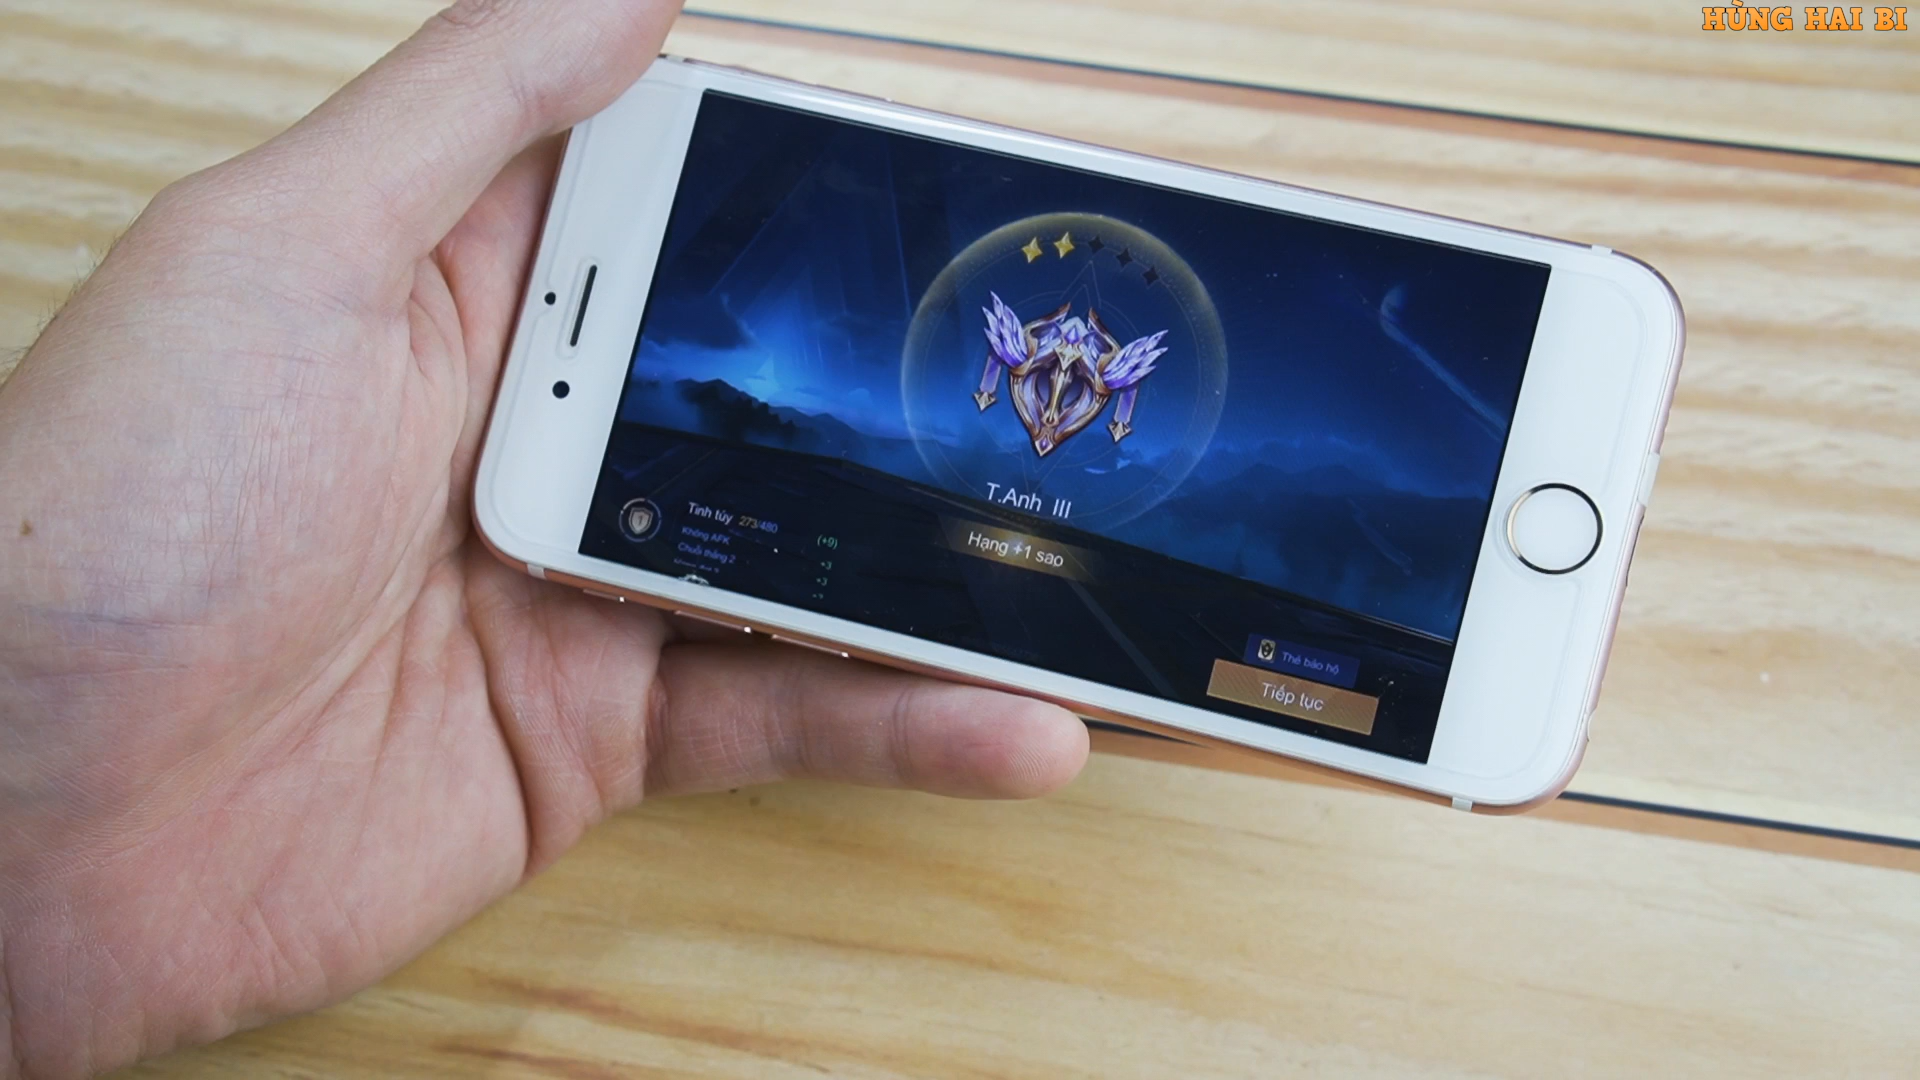 HÙNG HAI BI
T.Anh III
Hạng +1 sao
Tinh túy 273/480 (+9)
Không AFK +3
Chuỗi thắng 2 +3
Thẻ bảo hộ
Tiếp tục